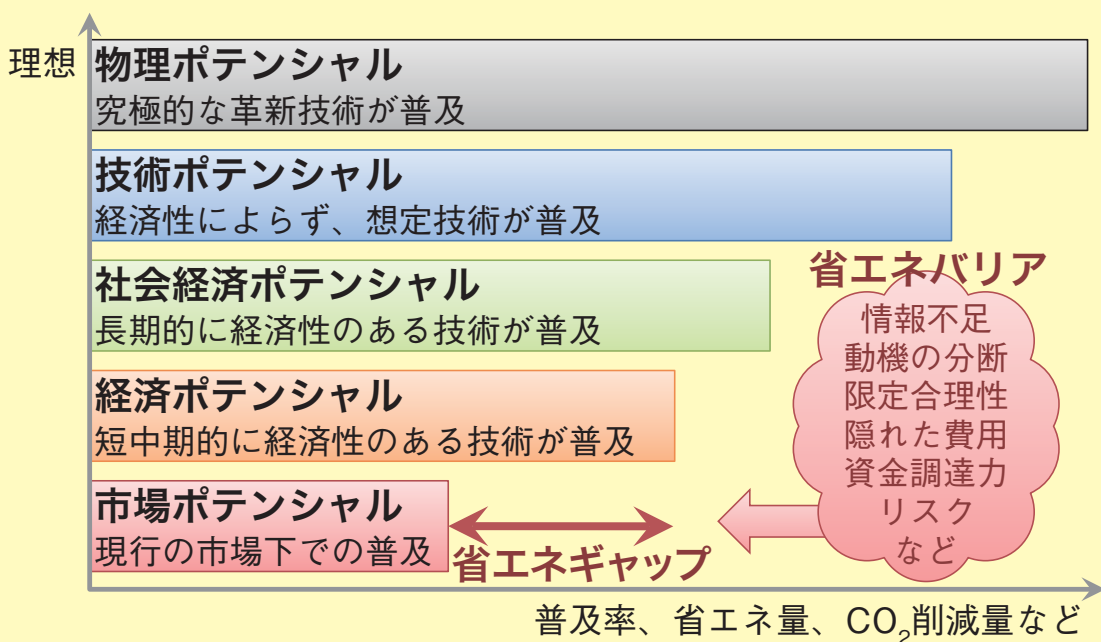 理想
物理ポテンシャル
究極的な革新技術が普及
技術ポテンシャル
経済性によらず、想定技術が普及
社会経済ポテンシャル
長期的に経済性のある技術が普及
経済ポテンシャル
短中期的に経済性のある技術が普及
市場ポテンシャル
現行の市場下での普及
省エネギャップ
省エネバリア
情報不足
動機の分断
限定合理性
隠れた費用
資金調達力
リスク
など
普及率、省エネ量、CO₂削減量など